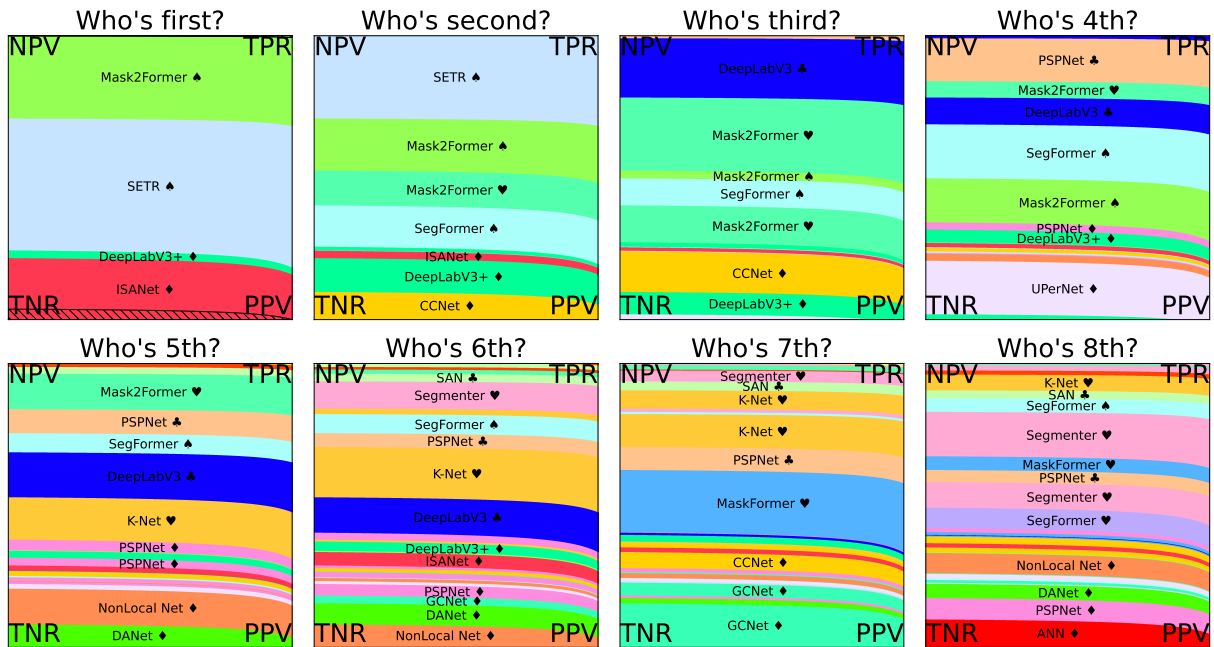 Who's first?
NPV TPR
Mask2Former ♠
SETR ♠
DeepLabV3+ ♦
ISANet ♦
TNR PPV
Who's second?
NPV TPR
SETR ♠
Mask2Former ♠
Mask2Former ♥
SegFormer ♠
ISANet ♦
DeepLabV3+ ♦
CCNet ♦
TNR PPV
Who's third?
NPV TPR
DeepLabV3 ♣
Mask2Former ♥
Mask2Former ♠
SegFormer ♠
Mask2Former ♥
CCNet ♦
DeepLabV3+ ♦
TNR PPV
Who's 4th?
NPV TPR
PSPNet ♣
Mask2Former ♥
DeepLabV3 ♣
SegFormer ♠
Mask2Former ♠
PSPNet ♦
DeepLabV3+ ♦
UPerNet ♦
TNR PPV
Who's 5th?
NPV TPR
Mask2Former ♥
PSPNet ♣
SegFormer ♠
DeepLabV3 ♣
K-Net ♥
PSPNet ♦
PSPNet ♦
NonLocal Net ♦
DANet ♦
TNR PPV
Who's 6th?
NPV TPR
SAN ♣
Segmenter ♥
SegFormer ♠
PSPNet ♣
K-Net ♥
DeepLabV3 ♣
DeepLabV3+ ♦
ISANet ♦
PSPNet ♦
GCNet ♦
DANet ♦
NonLocal Net ♦
TNR PPV
Who's 7th?
NPV TPR
Segmenter ♥
SAN ♣
K-Net ♥
K-Net ♥
PSPNet ♣
MaskFormer ♥
CCNet ♦
GCNet ♦
GCNet ♦
TNR PPV
Who's 8th?
NPV TPR
K-Net ♥
SAN ♣
SegFormer ♠
Segmenter ♥
MaskFormer ♥
PSPNet ♣
Segmenter ♥
SegFormer ♥
NonLocal Net ♦
DANet ♦
PSPNet ♦
ANN ♦
TNR PPV